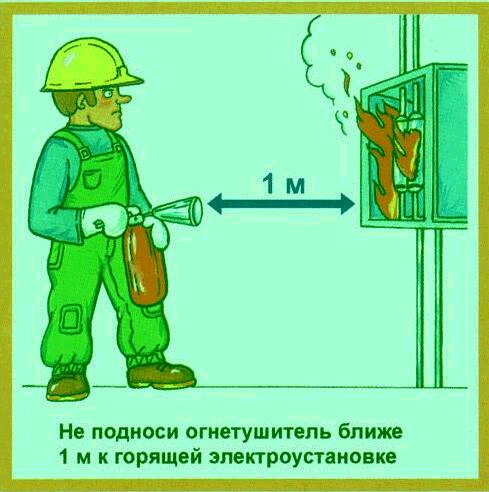 1 м
Не подноси огнетушитель ближе
1 м к горящей электроустановке